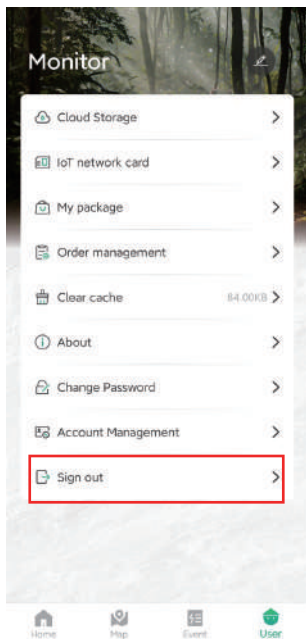 Monitor
Cloud Storage
IoT network card
My package
Order management
Clear cache 84.00KB
About
Change Password
Account Management
Sign out
Home Map Event User